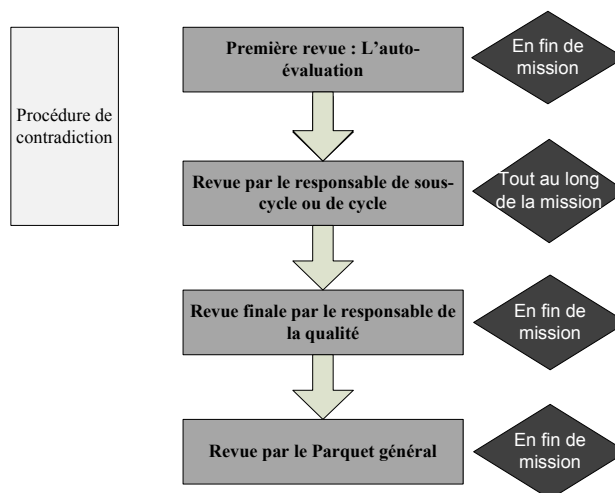 Première revue : L’auto-
évaluation
En fin de
mission
Procédure de
contradiction
Revue par le responsable de sous-
cycle ou de cycle
Tout au long
de la mission
Revue finale par le responsable de
la qualité
En fin de
mission
Revue par le Parquet général
En fin de
mission